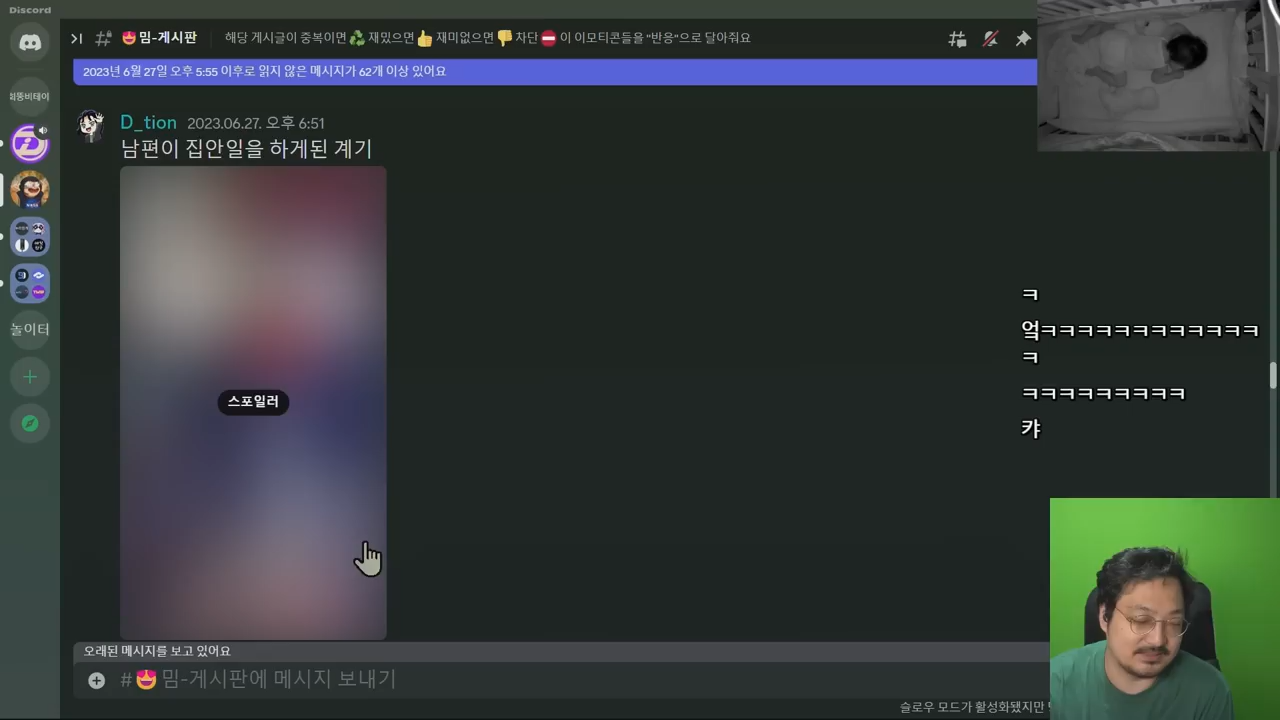 Discord
😍밈-게시판
해당 게시글이 중복이면♻️ 재밌으면👍 재미없으면👎 차단⛔ 이 이모티콘들을 "반응"으로 달아줘요
2023년 6월 27일 오후 5:55 이후로 읽지 않은 메시지가 62개 이상 있어요
D_tion 2023.06.27. 오후 6:51
남편이 집안일을 하게된 계기
스포일러
놀이터
ㅋ
엌ㅋㅋㅋㅋㅋㅋㅋㅋㅋㅋㅋㅋ
ㅋ
ㅋㅋㅋㅋㅋㅋㅋㅋㅋ
캬
오래된 메시지를 보고 있어요
#😍밈-게시판에 메시지 보내기
슬로우 모드가 활성화됐지만